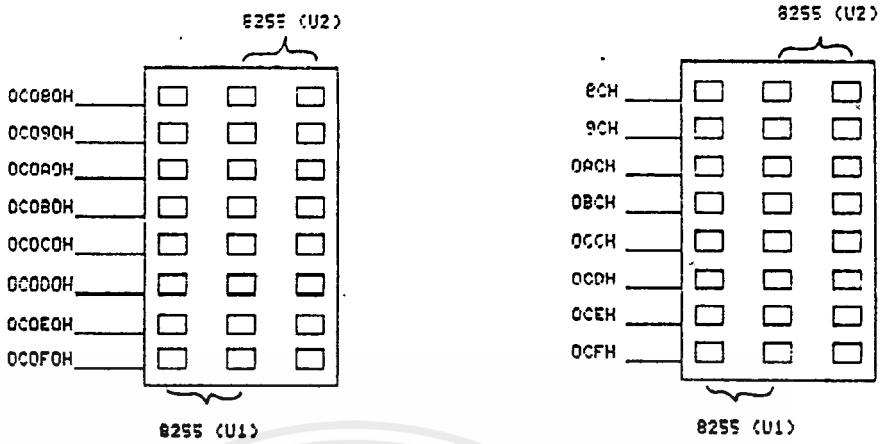 8255 (U2)
0C080H
0C090H
0C0A0H
0C0B0H
0C0C0H
0C0D0H
0C0E0H
0C0F0H
8255 (U1)
8255 (U2)
8CH
9CH
0ACH
0BCH
0CCH
0CDH
0CEH
0CFH
8255 (U1)